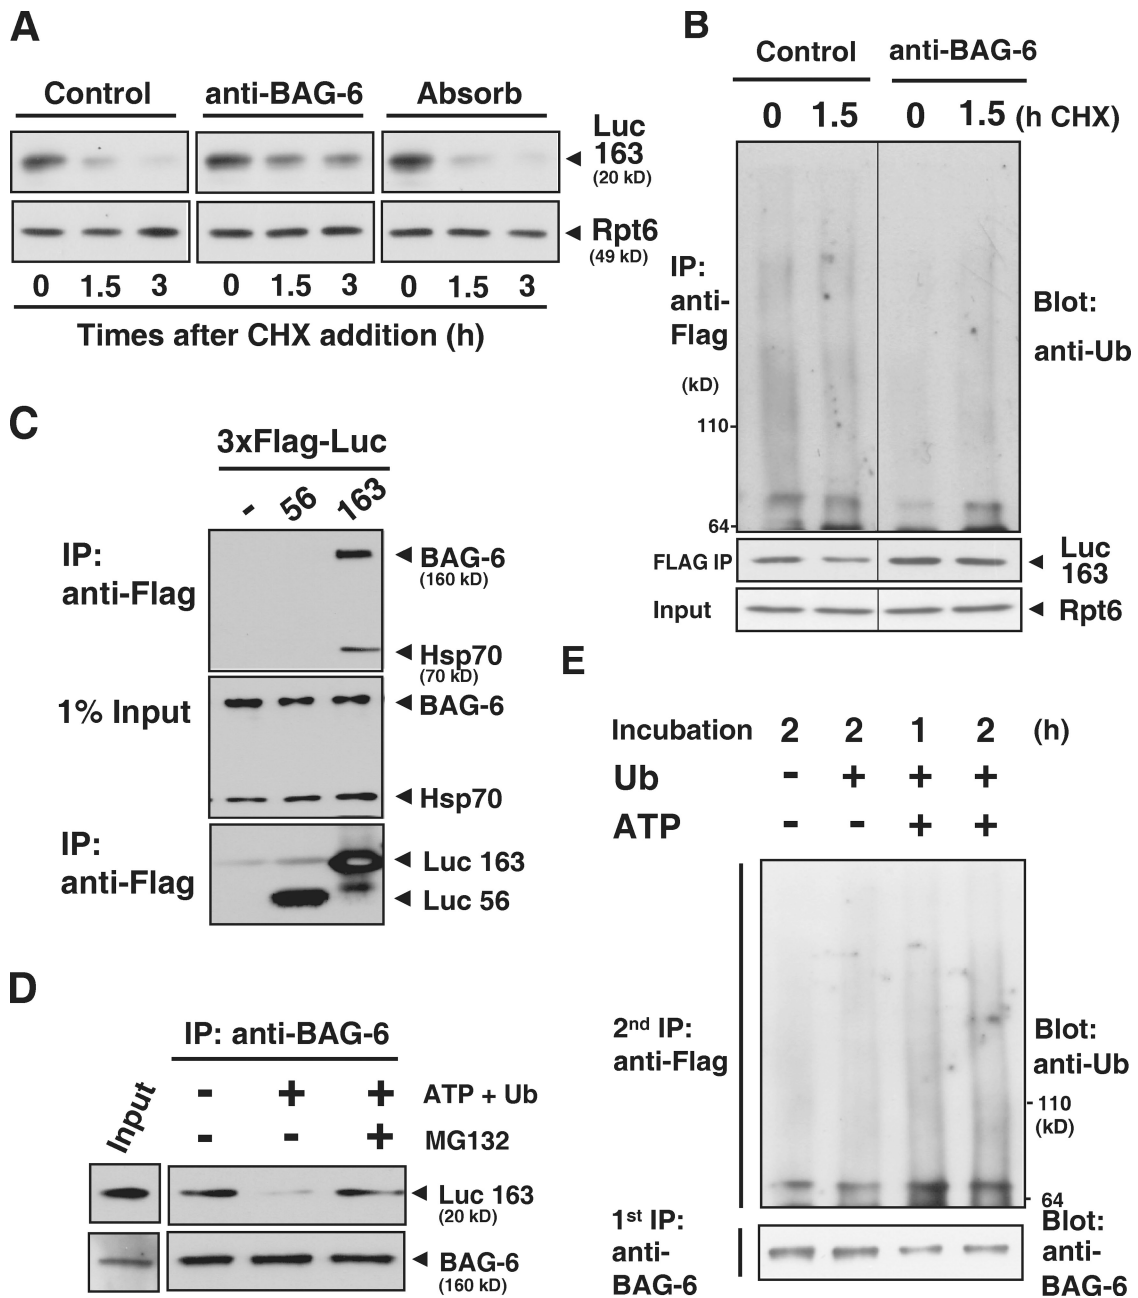 A
Control anti-BAG-6 Absorb
Luc
163
(20 kD)
Rpt6
(49 kD)
0 1.5 3 0 1.5 3 0 1.5 3
Times after CHX addition (h)
B
Control anti-BAG-6
0 1.5 0 1.5 (h CHX)
IP:
anti-
Flag
(kD)
110
64
Blot:
anti-Ub
FLAG IP
Luc
163
Input
Rpt6
C
3xFlag-Luc
- 56 163
IP:
anti-Flag
BAG-6
(160 kD)
Hsp70
(70 kD)
1% Input
BAG-6
Hsp70
IP:
anti-Flag
Luc 163
Luc 56
D
IP: anti-BAG-6
Input
- + + ATP + Ub
- - + MG132
Luc 163
(20 kD)
BAG-6
(160 kD)
E
Incubation 2 2 1 2 (h)
Ub - + + +
ATP - - + +
2nd IP:
anti-Flag
Blot:
anti-Ub
110
(kD)
64
1st IP:
anti-
BAG-6
Blot:
anti-
BAG-6